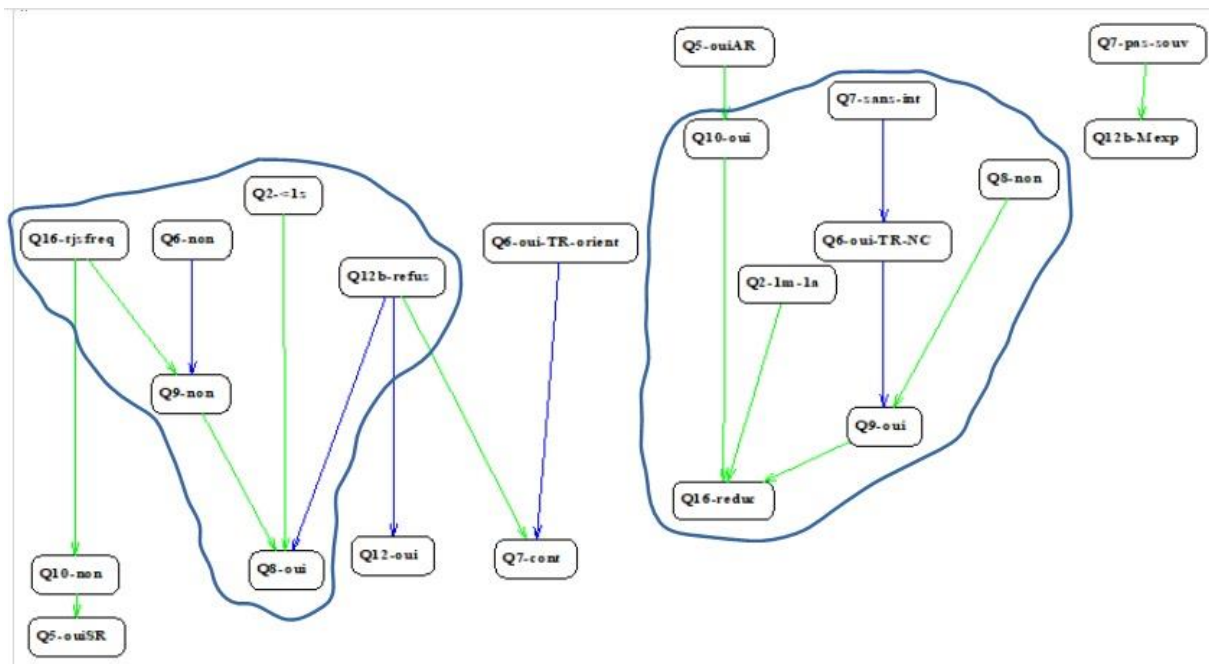 Q5-ouiAR
Q7-pas-souv
Q7-sans-int
Q10-oui
Q12b-Mexp
Q8-non
Q2-<1s
Q16-tjsfreq
Q6-non
Q6-oui-TR-orient
Q6-oui-TR-NC
Q12b-refus
Q2-1m-1a
Q9-non
Q9-oui
Q16-reduc
Q12-oui
Q7-cont
Q10-non
Q8-oui
Q5-ouiSR